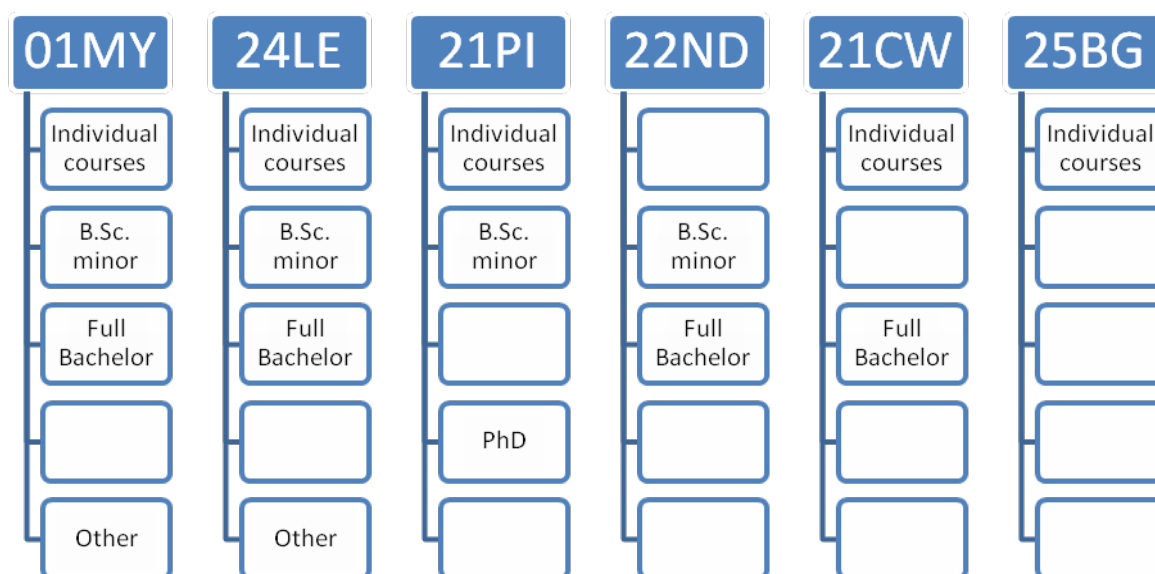 01MY 24LE 21PI 22ND 21CW 25BG
Individual Individual Individual Individual Individual
courses courses courses courses courses
B.Sc. B.Sc. B.Sc. B.Sc.
minor minor minor minor
Full Full Full Full
Bachelor Bachelor Bachelor Bachelor
PhD
Other Other